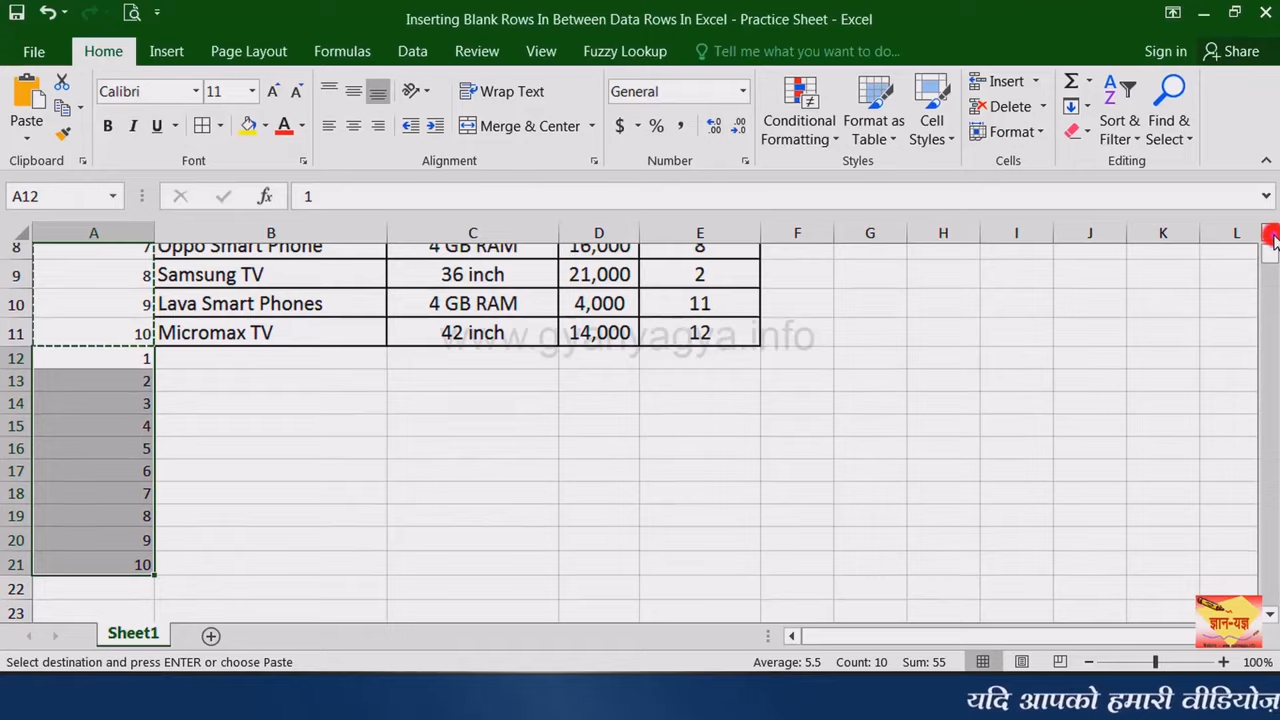 Inserting Blank Rows In Between Data Rows In Excel - Practice Sheet - Excel
File Home Insert Page Layout Formulas Data Review View Fuzzy Lookup Tell me what you want to do... Sign in Share
Calibri 11 Wrap Text General Insert
Paste B I U Merge & Center $ % , Conditional Formatting Format as Table Cell Styles Delete Format Sort & Filter Find & Select
Clipboard Font Alignment Number Styles Cells Editing
A12 fx 1
A B C D E F G H I J K L
8 7 Oppo Smart Phone 4 GB RAM 16,000 8
9 8 Samsung TV 36 inch 21,000 2
10 9 Lava Smart Phones 4 GB RAM 4,000 11
11 10 Micromax TV 42 inch 14,000 12
www.gyanyagya.info
12 1
13 2
14 3
15 4
16 5
17 6
18 7
19 8
20 9
21 10
22
23
ज्ञान-यज्ञ
Sheet1
Select destination and press ENTER or choose Paste Average: 5.5 Count: 10 Sum: 55 100%
यदि आपको हमारी वीडियोज़